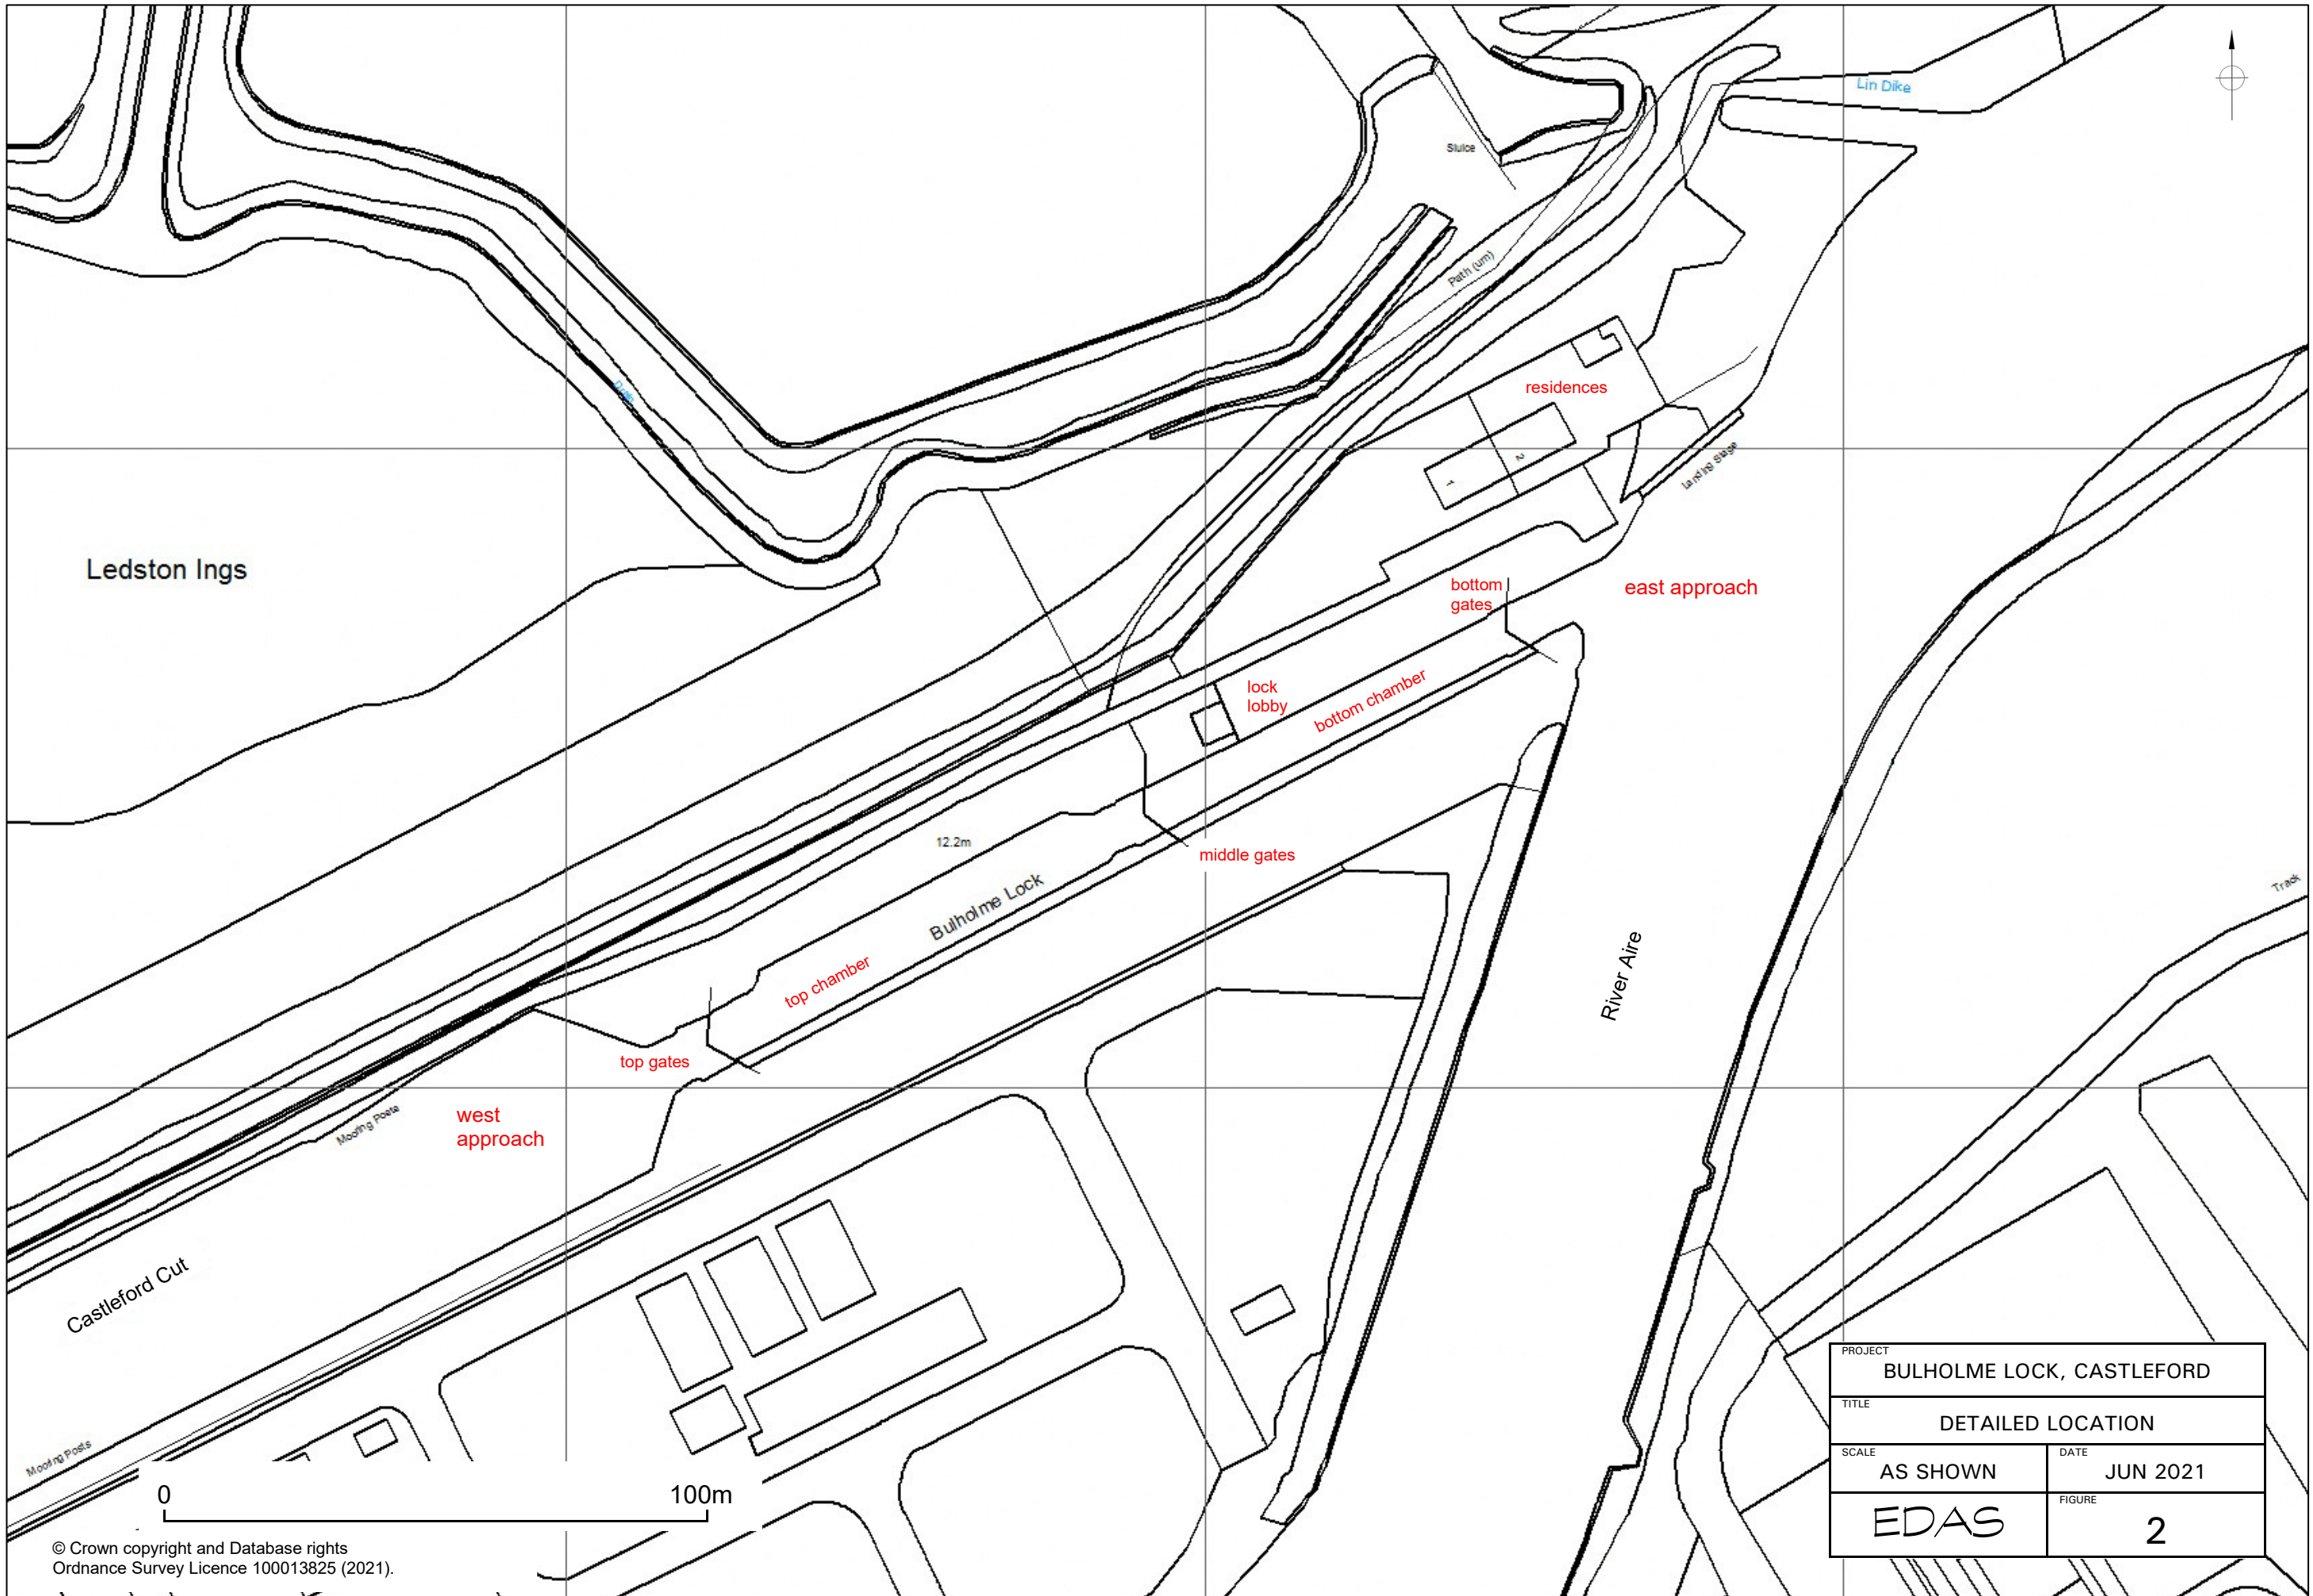 Lin Dike
Sluice
Path (um)
Drain
residences
1
2
Landing Stage
Ledston Ings
bottom
gates
east approach
lock
lobby
bottom chamber
12.2m
middle gates
Bulholme Lock
Track
top chamber
River Aire
top gates
Mooring Posts
west
approach
Castleford Cut
Mooring Posts
0 100m
© Crown copyright and Database rights
Ordnance Survey Licence 100013825 (2021).
PROJECT
BULHOLME LOCK, CASTLEFORD
TITLE
DETAILED LOCATION
SCALE
AS SHOWN
DATE
JUN 2021
EDAS
FIGURE
2